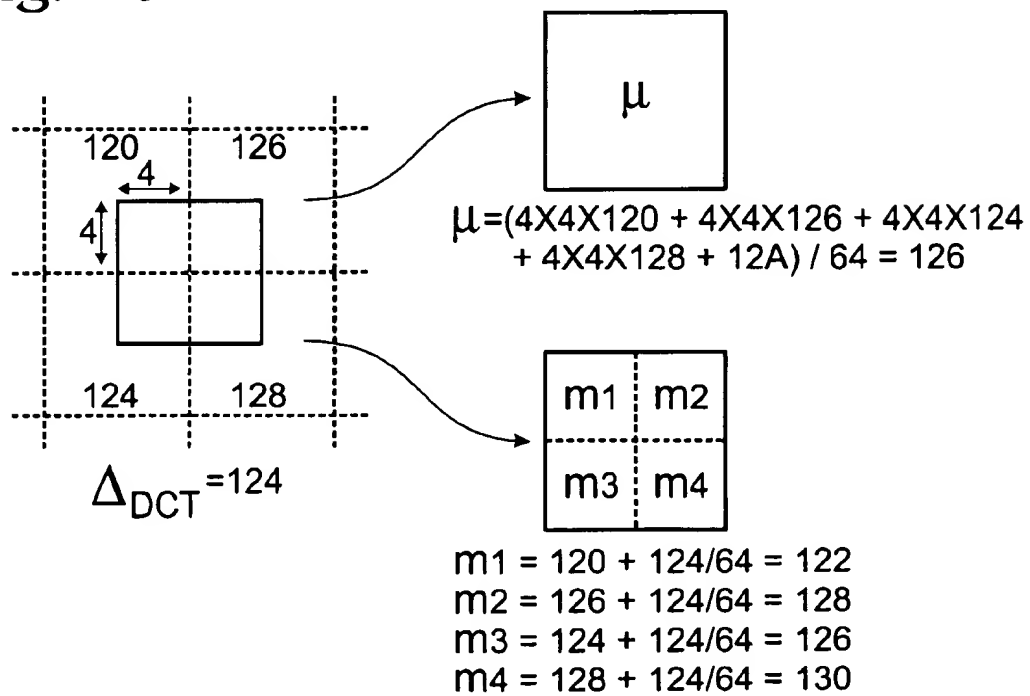 μ
120 126
4
4
μ=(4X4X120 + 4X4X126 + 4X4X124
+ 4X4X128 + 12A) / 64 = 126
124 128
m1 m2
m3 m4
ΔDCT=124
m1 = 120 + 124/64 = 122
m2 = 126 + 124/64 = 128
m3 = 124 + 124/64 = 126
m4 = 128 + 124/64 = 130